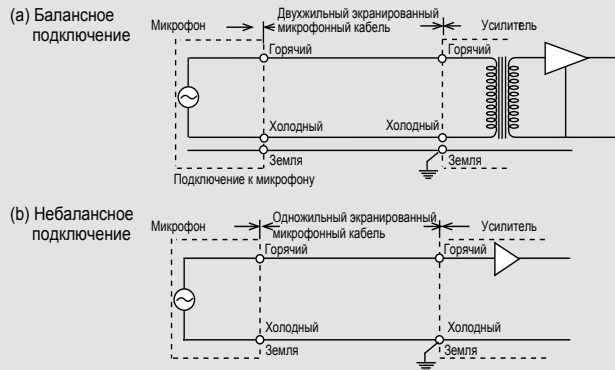 (a) Балансное
подключение
Микрофон
Двухжильный экранированный
микрофонный кабель
Усилитель
Горячий
Горячий
Холодный
Холодный
Земля
Земля
Подключение к микрофону
(b) Небалансное
подключение
Микрофон
Одножильный экранированный
микрофонный кабель
Усилитель
Горячий
Горячий
Холодный
Холодный
Земля
Земля